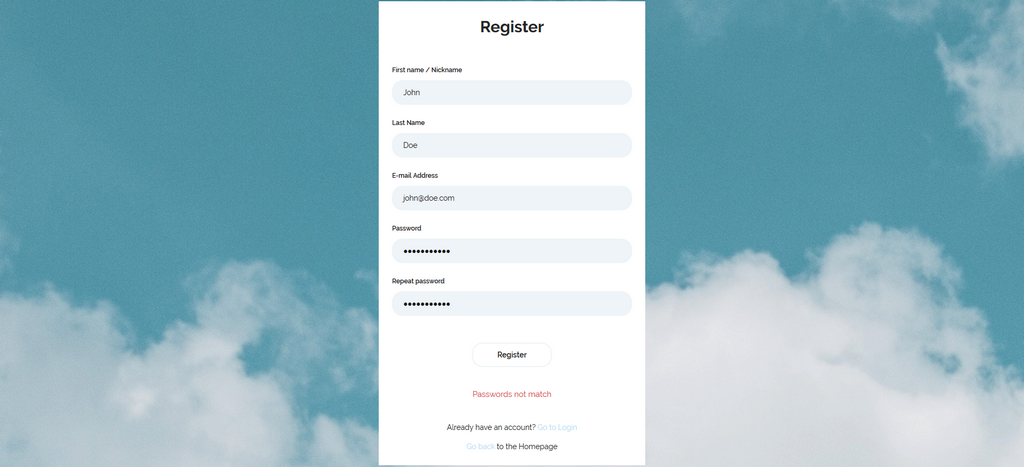 Register
First name / Nickname
John
Last Name
Doe
E-mail Address
john@doe.com
Password
•••••••••••
Repeat password
•••••••••••
Register
Passwords not match
Already have an account? Go to Login
Go back to the Homepage